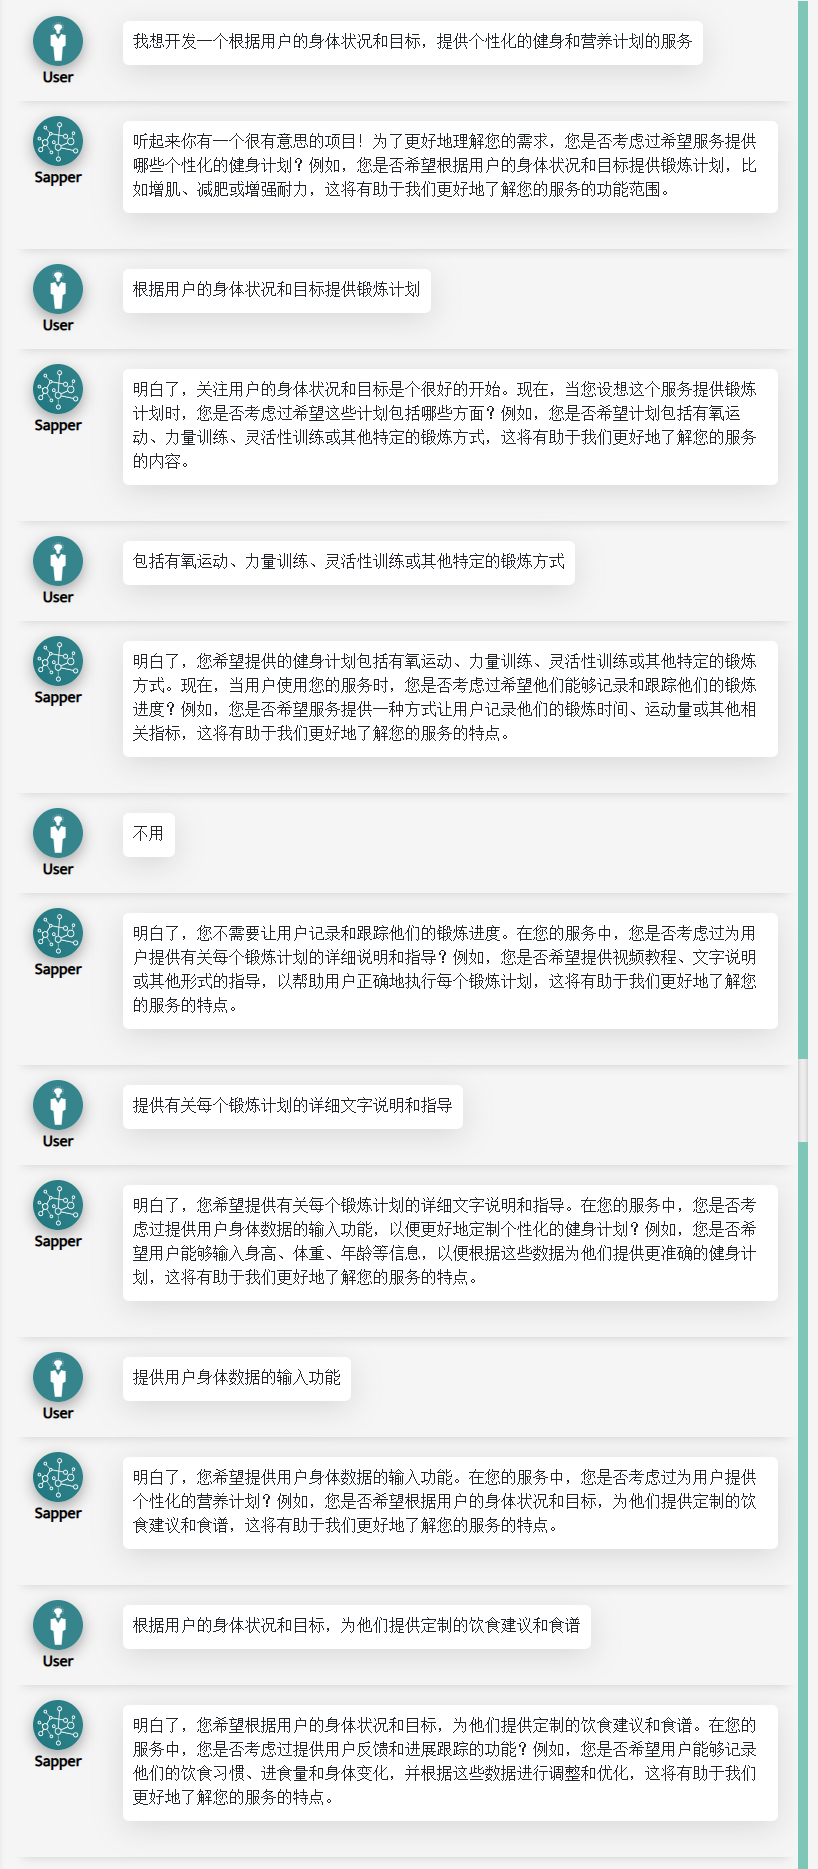 我想开发一个根据用户的身体状况和目标，提供个性化的健身和营养计划的服务
User
听起来你有一个很有意思的项目！为了更好地理解您的需求，您是否考虑过希望服务提供
哪些个性化的健身计划？例如，您是否希望根据用户的身体状况和目标提供锻炼计划，比
如增肌、减肥或增强耐力，这将有助于我们更好地了解您的服务的功能范围。
Sapper
根据用户的身体状况和目标提供锻炼计划
User
明白了，关注用户的身体状况和目标是个很好的开始。现在，当您设想这个服务提供锻炼
计划时，您是否考虑过希望这些计划包括哪些方面？例如，您是否希望计划包括有氧运
动、力量训练、灵活性训练或其他特定的锻炼方式，这将有助于我们更好地了解您的服务
的内容。
Sapper
包括有氧运动、力量训练、灵活性训练或其他特定的锻炼方式
User
明白了，您希望提供的健身计划包括有氧运动、力量训练、灵活性训练或其他特定的锻炼
方式。现在，当用户使用您的服务时，您是否考虑过希望他们能够记录和跟踪他们的锻炼
进度？例如，您是否希望服务提供一种方式让用户记录他们的锻炼时间、运动量或其他相
关指标，这将有助于我们更好地了解您的服务的特点。
Sapper
不用
User
明白了，您不需要让用户记录和跟踪他们的锻炼进度。在您的服务中，您是否考虑过为用
户提供有关每个锻炼计划的详细说明和指导？例如，您是否希望提供视频教程、文字说明
或其他形式的指导，以帮助用户正确地执行每个锻炼计划，这将有助于我们更好地了解您
的服务的特点。
Sapper
提供有关每个锻炼计划的详细文字说明和指导
User
明白了，您希望提供有关每个锻炼计划的详细文字说明和指导。在您的服务中，您是否考
虑过提供用户身体数据的输入功能，以便更好地定制个性化的健身计划？例如，您是否希
望用户能够输入身高、体重、年龄等信息，以便根据这些数据为他们提供更准确的健身计
划，这将有助于我们更好地了解您的服务的特点。
Sapper
提供用户身体数据的输入功能
User
明白了，您希望提供用户身体数据的输入功能。在您的服务中，您是否考虑过为用户提供
个性化的营养计划？例如，您是否希望根据用户的身体状况和目标，为他们提供定制的饮
食建议和食谱，这将有助于我们更好地了解您的服务的特点。
Sapper
根据用户的身体状况和目标，为他们提供定制的饮食建议和食谱
User
明白了，您希望根据用户的身体状况和目标，为他们提供定制的饮食建议和食谱。在您的
服务中，您是否考虑过提供用户反馈和进展跟踪的功能？例如，您是否希望用户能够记录
他们的饮食习惯、进食量和身体变化，并根据这些数据进行调整和优化，这将有助于我们
更好地了解您的服务的特点。
Sapper